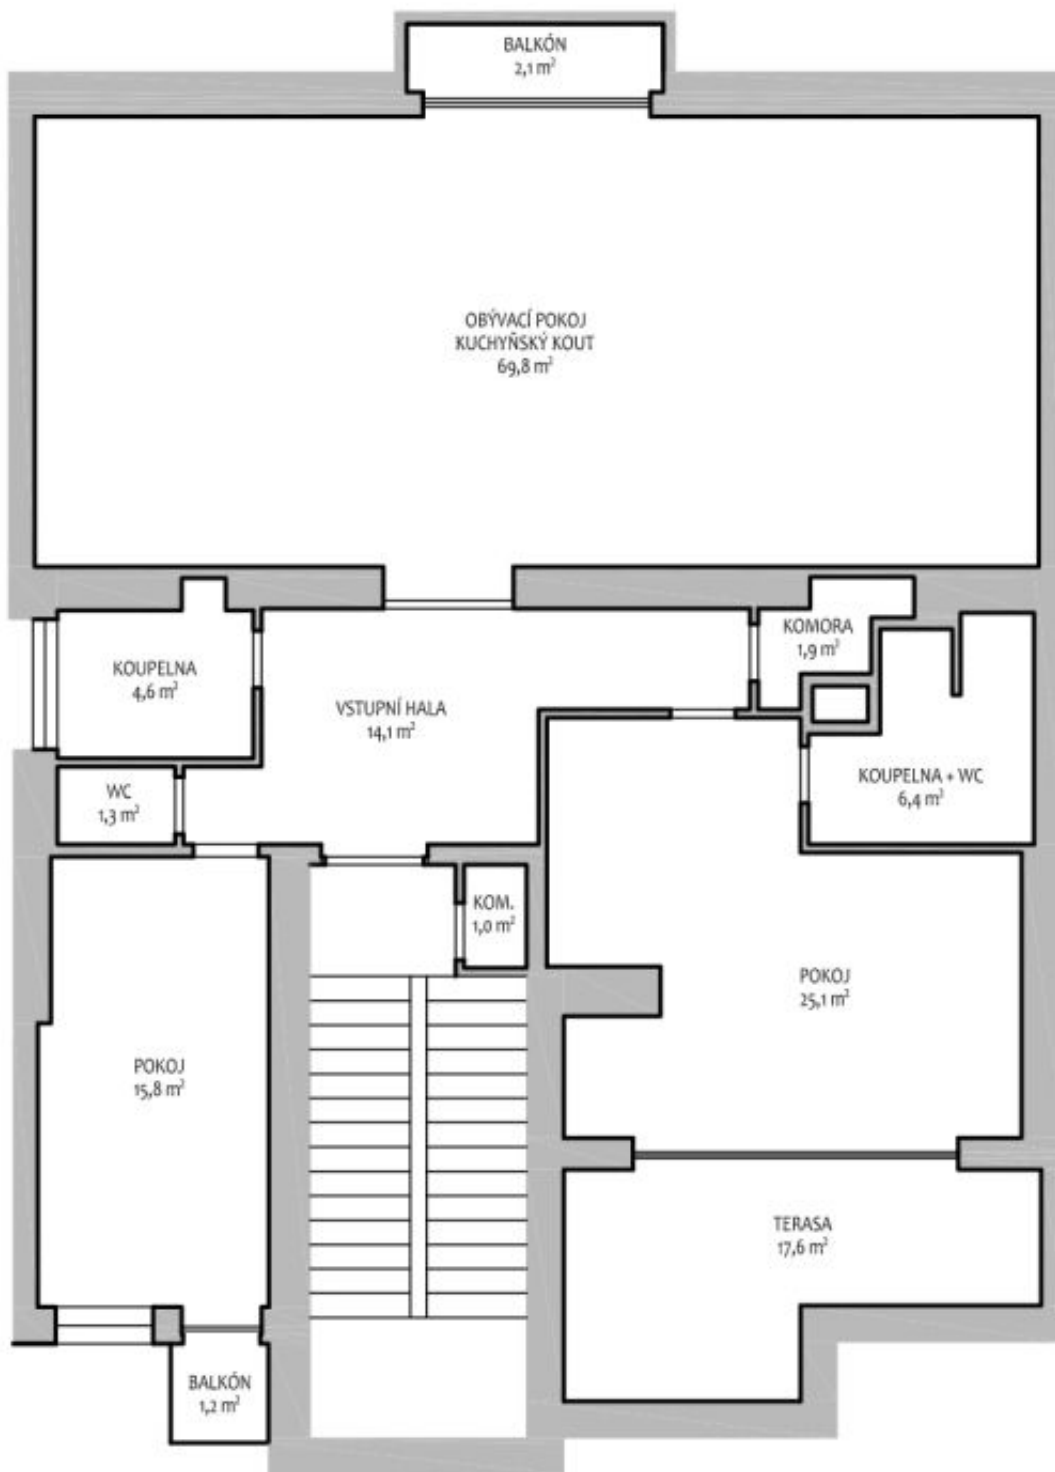 BALKÓN
2,1 m²
OBÝVACÍ POKOJ
KUCHYŇSKÝ KOUT
69,8 m²
KOUPELNA
4,6 m²
VSTUPNÍ HALA
14,1 m²
KOMORA
1,9 m²
WC
1,3 m²
KOUPELNA + WC
6,4 m²
KOM.
1,0 m²
POKOJ
25,1 m²
POKOJ
15,8 m²
TERASA
17,6 m²
BALKÓN
1,2 m²